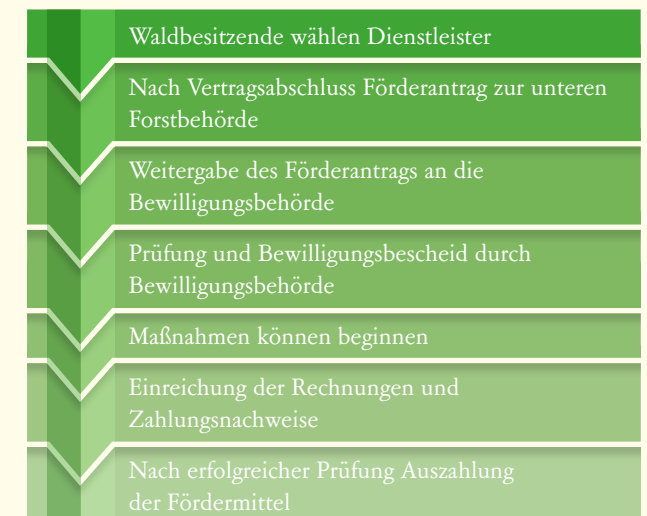 Waldbesitzende wählen Dienstleister
Nach Vertragsabschluss Förderantrag zur unteren
Forstbehörde
Weitergabe des Förderantrags an die
Bewilligungsbehörde
Prüfung und Bewilligungsbescheid durch
Bewilligungsbehörde
Maßnahmen können beginnen
Einreichung der Rechnungen und
Zahlungsnachweise
Nach erfolgreicher Prüfung Auszahlung
der Fördermittel